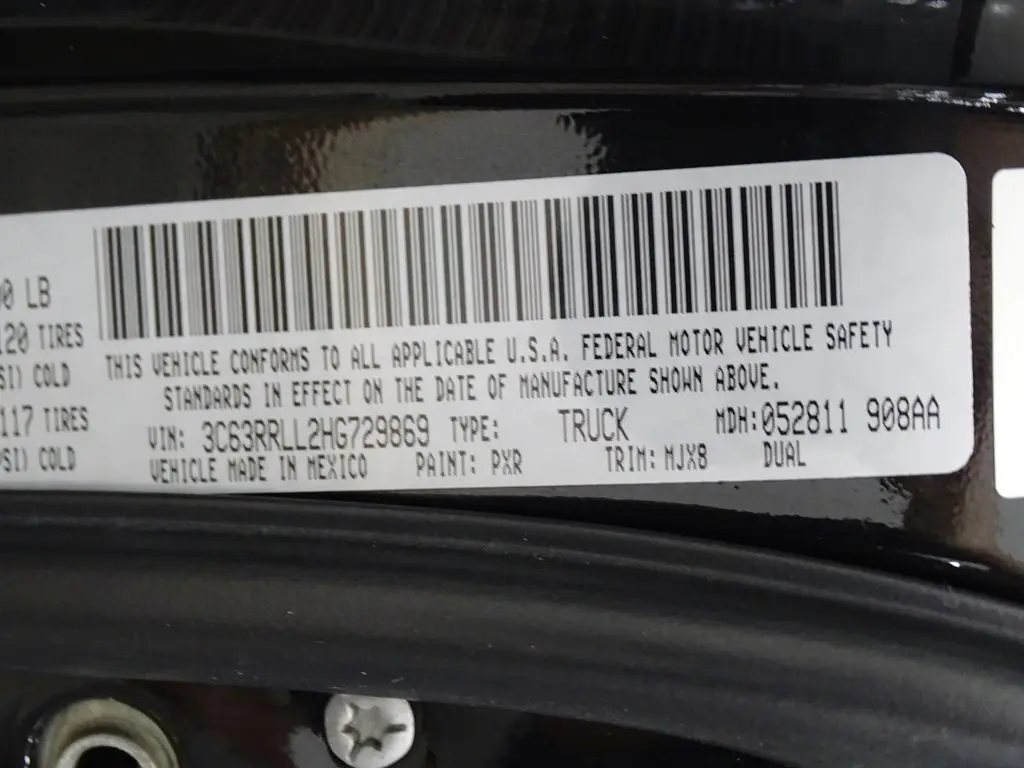 00 LB
120 TIRES
SI) COLD
117 TIRES
PSI) COLD
THIS VEHICLE CONFORMS TO ALL APPLICABLE U.S.A. FEDERAL MOTOR VEHICLE SAFETY
STANDARDS IN EFFECT ON THE DATE OF MANUFACTURE SHOWN ABOVE.
VIN: 3C63RRLL2HG729869 TYPE: TRUCK MDH:052811 908AA
VEHICLE MADE IN MEXICO PAINT: PXR TRIM: MJX8 DUAL